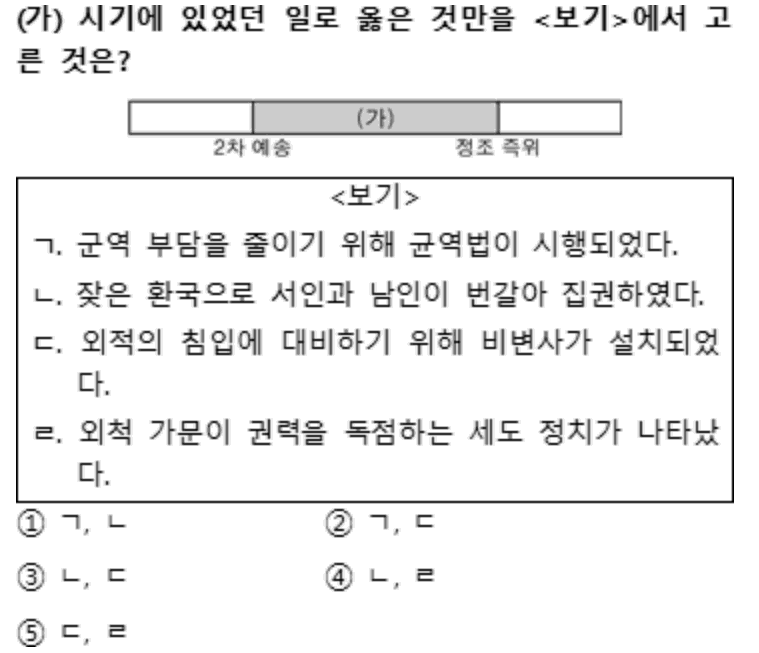 (가) 시기에 있었던 일로 옳은 것만을 <보기>에서 고
른 것은?
(가)
2차 예송 정조 즉위
<보기>
ㄱ. 군역 부담을 줄이기 위해 균역법이 시행되었다.
ㄴ. 잦은 환국으로 서인과 남인이 번갈아 집권하였다.
ㄷ. 외적의 침입에 대비하기 위해 비변사가 설치되었
다.
ㄹ. 외척 가문이 권력을 독점하는 세도 정치가 나타났
다.
① ㄱ, ㄴ ② ㄱ, ㄷ
③ ㄴ, ㄷ ④ ㄴ, ㄹ
⑤ ㄷ, ㄹ